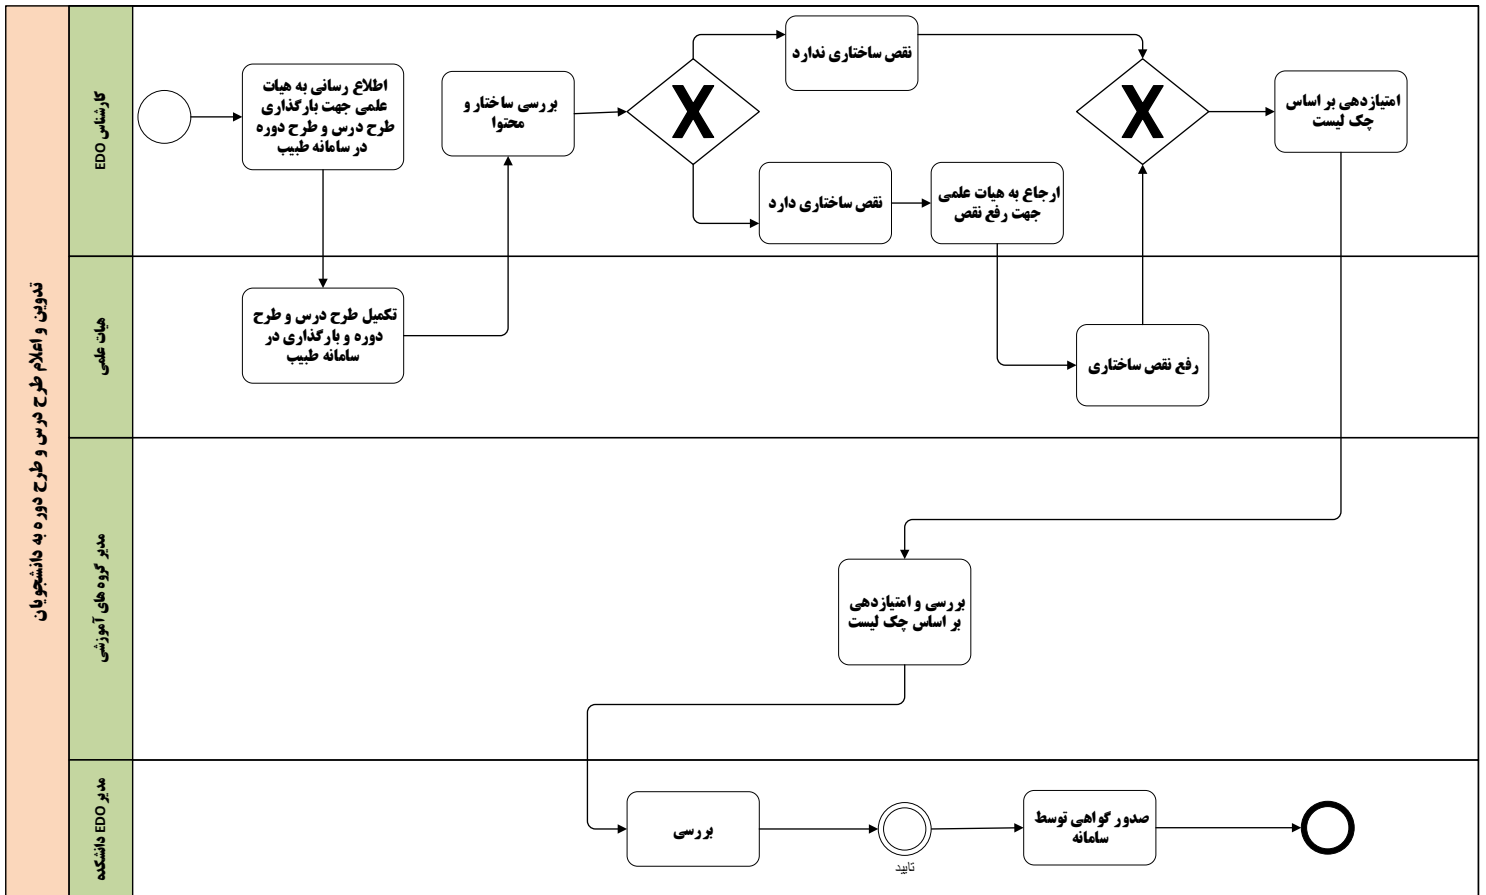 تدوین و اعلام طرح درس و طرح دوره به دانشجویان
کارشناس EDO
اطلاع رسانی به هیات
علمی جهت بارگذاری
طرح درس و طرح دوره
در سامانه طبیب
بررسی ساختار و
محتوا
نقص ساختاری ندارد
نقص ساختاری دارد
ارجاع به هیات علمی
جهت رفع نقص
امتیازدهی بر اساس
چک لیست
هیات علمی
تکمیل طرح درس و طرح
دوره و بارگذاری در
سامانه طبیب
رفع نقص ساختاری
مدیر گروه های آموزشی
بررسی و امتیازدهی
بر اساس چک لیست
مدیر EDO دانشکده
بررسی
تایید
صدور گواهی توسط
سامانه